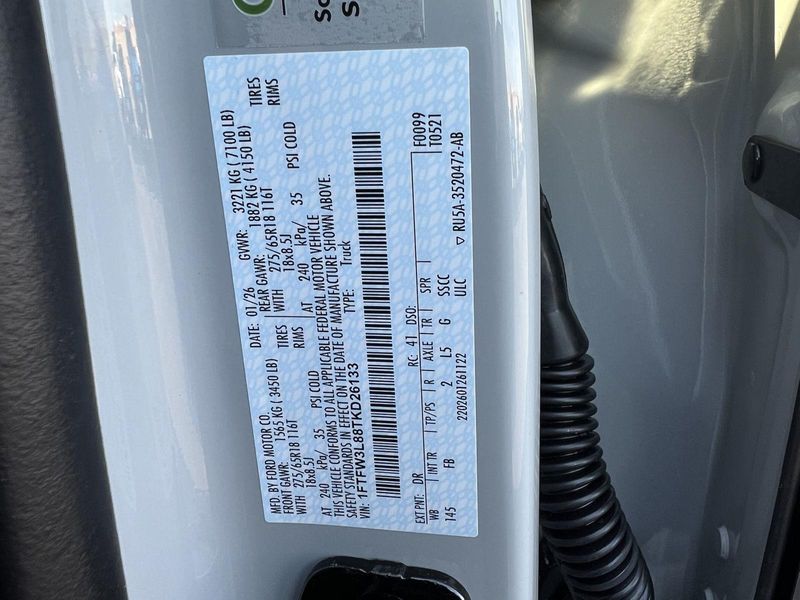 So
S
MFD. BY FORD MOTOR CO.
DATE: 01/26
GVWR: 3221 KG ( 7100 LB)
FRONT GAWR: 1565 KG ( 3450 LB)
REAR GAWR: 1882 KG ( 4150 LB)
WITH 275/65R18 116T TIRES
WITH 275/65R18 116T TIRES
18x8.5J RIMS
18x8.5J RIMS
AT 240 kPa/ 35 PSI COLD
AT 240 kPa/ 35 PSI COLD
THIS VEHICLE CONFORMS TO ALL APPLICABLE FEDERAL MOTOR VEHICLE
SAFETY STANDARDS IN EFFECT ON THE DATE OF MANUFACTURE SHOWN ABOVE.
VIN: 1FTFW3L88TKD26133
TYPE: Truck
F0099
T0521
EXT PNT: DR RC: 41 DSO:
WB INT TR TP/PS R AXLE TR SPR
145 FB 2 L5 G SSCC
2202601261122 ULC
RU5A-3520472-AB